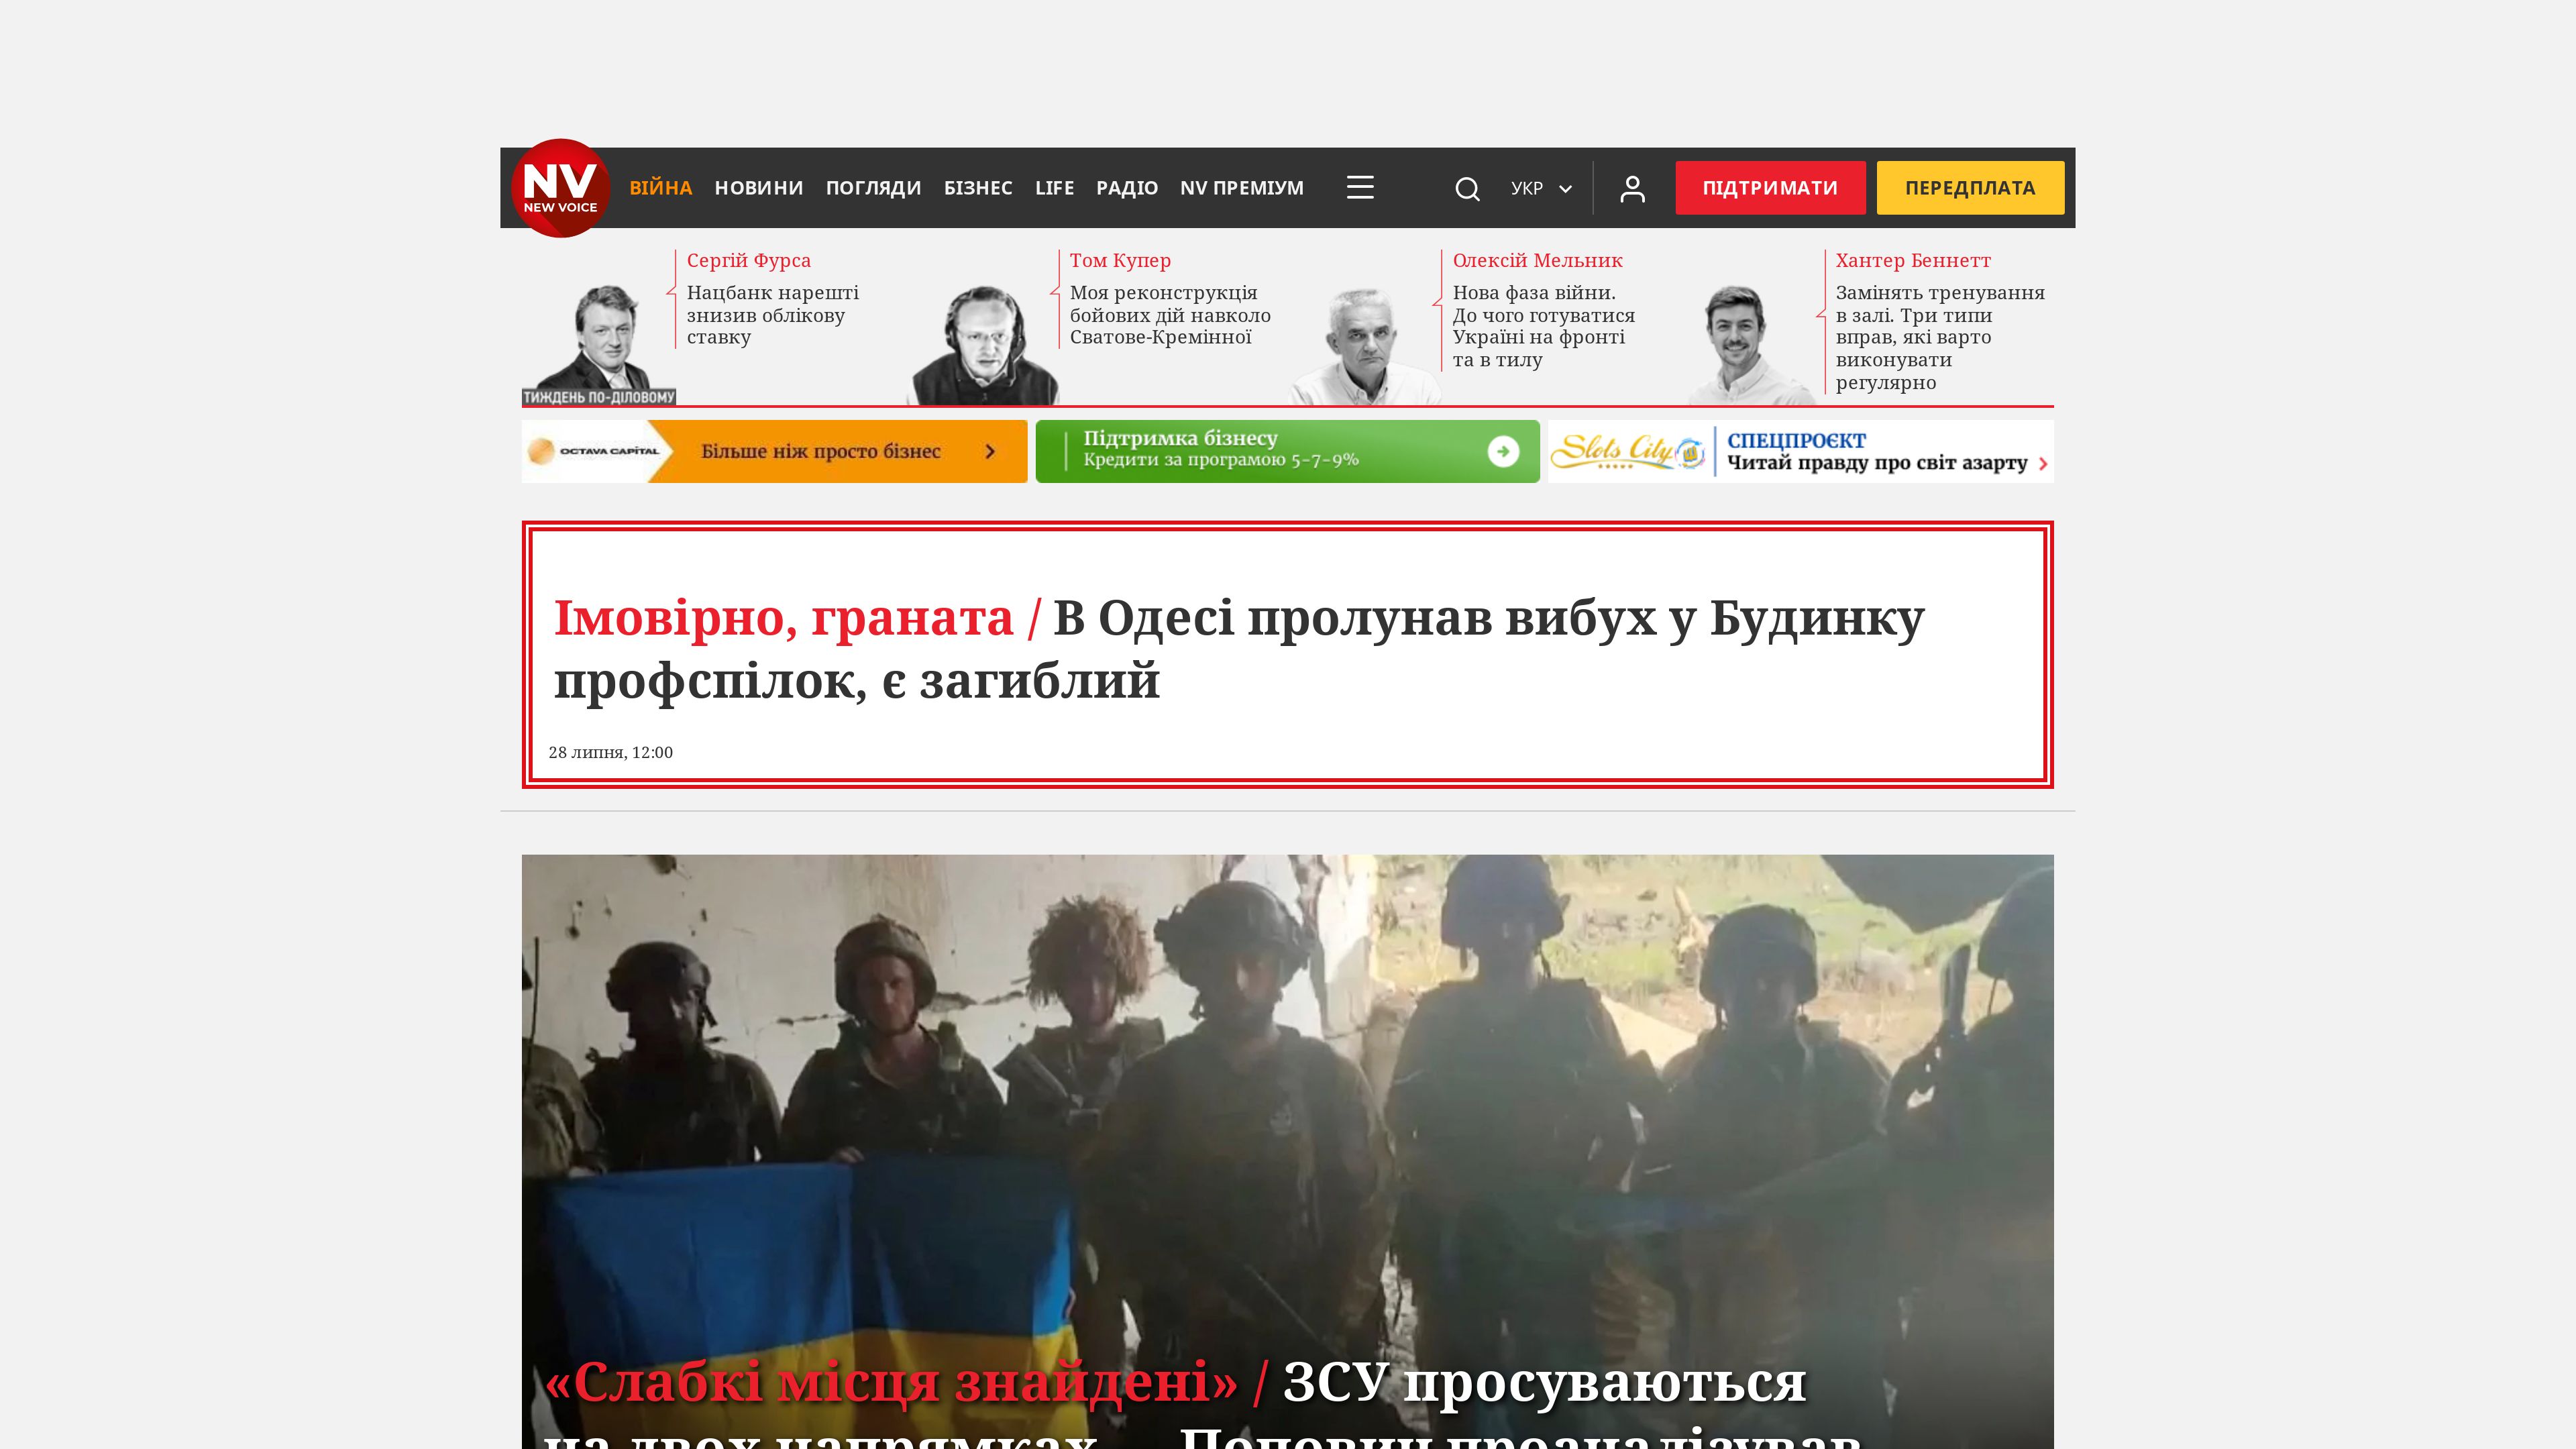 NV
NEW VOICE
ВІЙНА НОВИНИ ПОГЛЯДИ БІЗНЕС LIFE РАДІО NV ПРЕМІУМ УКР ПІДТРИМАТИ ПЕРЕДПЛАТА
Сергій Фурса
Нацбанк нарешті
знизив облікову
ставку
ТИЖДЕНЬ ПО-ДІЛОВОМУ
Том Купер
Моя реконструкція
бойових дій навколо
Сватове-Кремінної
Олексій Мельник
Нова фаза війни.
До чого готуватися
Україні на фронті
та в тилу
Хантер Беннетт
Замінять тренування
в залі. Три типи
вправ, які варто
виконувати
регулярно
OCTAVA CAPITAL
Більше ніж просто бізнес
Підтримка бізнесу
Кредити за програмою 5-7-9%
Slots City
СПЕЦПРОЄКТ
Читай правду про світ азарту
Імовірно, граната / В Одесі пролунав вибух у Будинку
профспілок, є загиблий
28 липня, 12:00
«Слабкі місця знайдені» / ЗСУ просуваються
на двох напрямках — Попович проаналізував